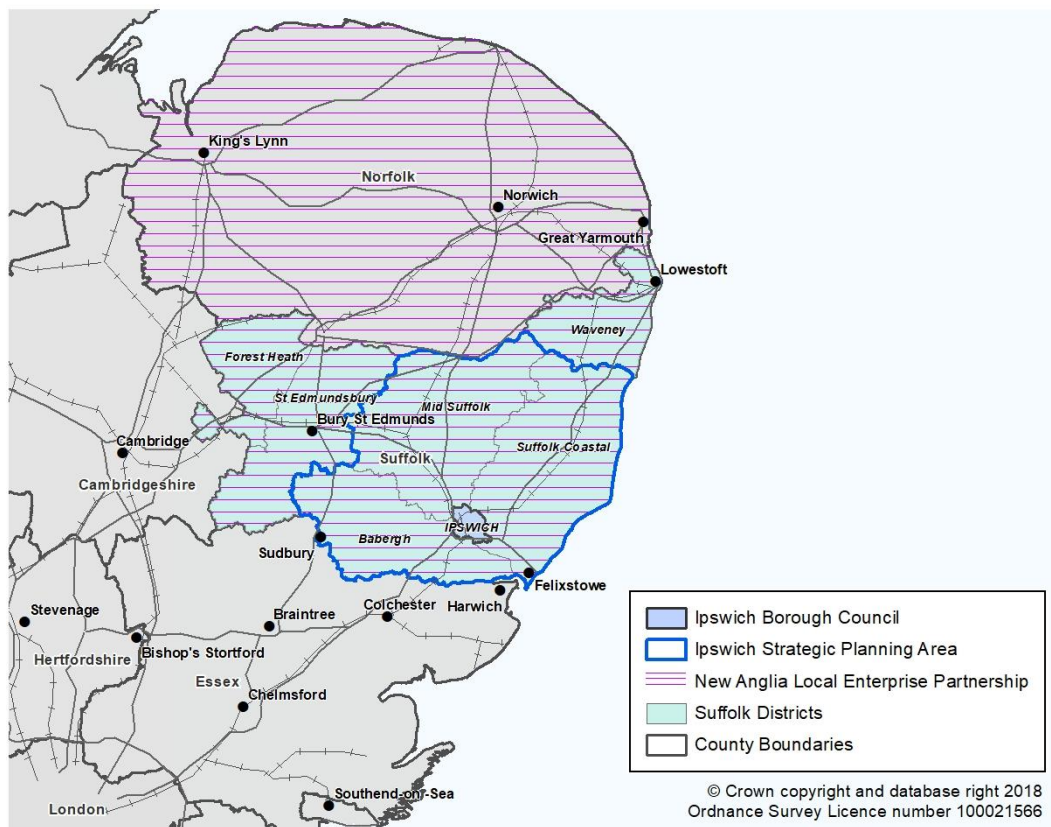 King's Lynn
Norfolk
Norwich
Great Yarmouth
Lowestoft
Waveney
Forest Heath
St Edmundsbury
Mid Suffolk
Bury St Edmunds
Suffolk Coastal
Cambridge
Suffolk
Cambridgeshire
IPSWICH
Babergh
Sudbury
Felixstowe
Harwich
Stevenage
Braintree
Colchester
Hertfordshire
Bishop's Stortford
Essex
Chelmsford
London
Southend-on-Sea
Ipswich Borough Council
Ipswich Strategic Planning Area
New Anglia Local Enterprise Partnership
Suffolk Districts
County Boundaries
© Crown copyright and database right 2018
Ordnance Survey Licence number 100021566